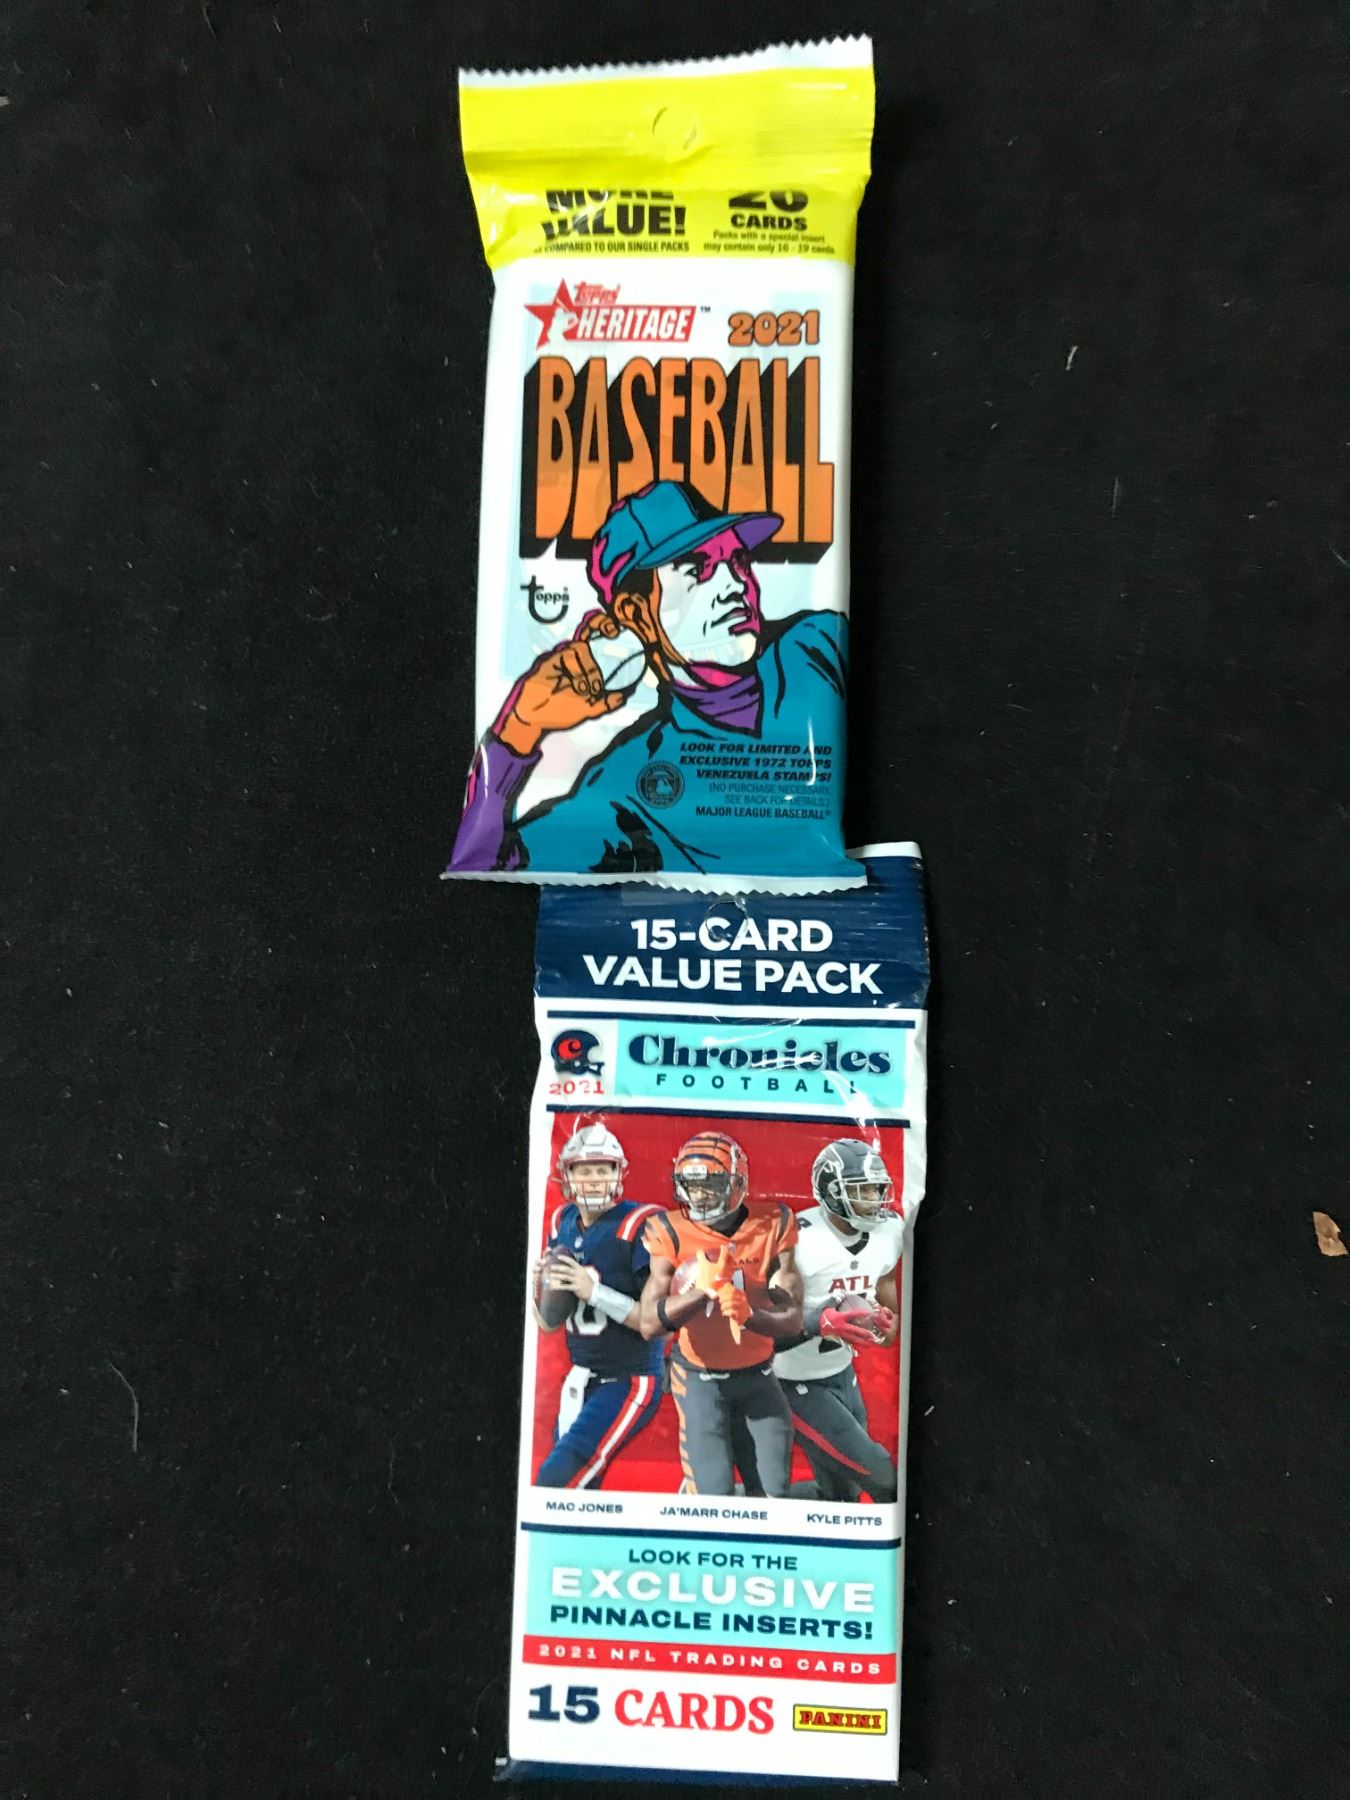 VALUE!
COMPARED TO OUR SINGLE PACKS
20
CARDS
Packs with a special insert
may contain only 16 - 19 cards
Topps
HERITAGE™
2021
BASEBALL
Topps®
LOOK FOR LIMITED AND
EXCLUSIVE 1972 TOPPS
VENEZUELA STAMPS!
(NO PURCHASE NECESSARY.
SEE BACK FOR DETAILS.)
MAJOR LEAGUE BASEBALL®
15-CARD
VALUE PACK
C
2021
Chronicles
FOOTBALL
ATL
MAC JONES
JA'MARR CHASE
KYLE PITTS
LOOK FOR THE
EXCLUSIVE
PINNACLE INSERTS!
2021 NFL TRADING CARDS
15 CARDS
PANINI